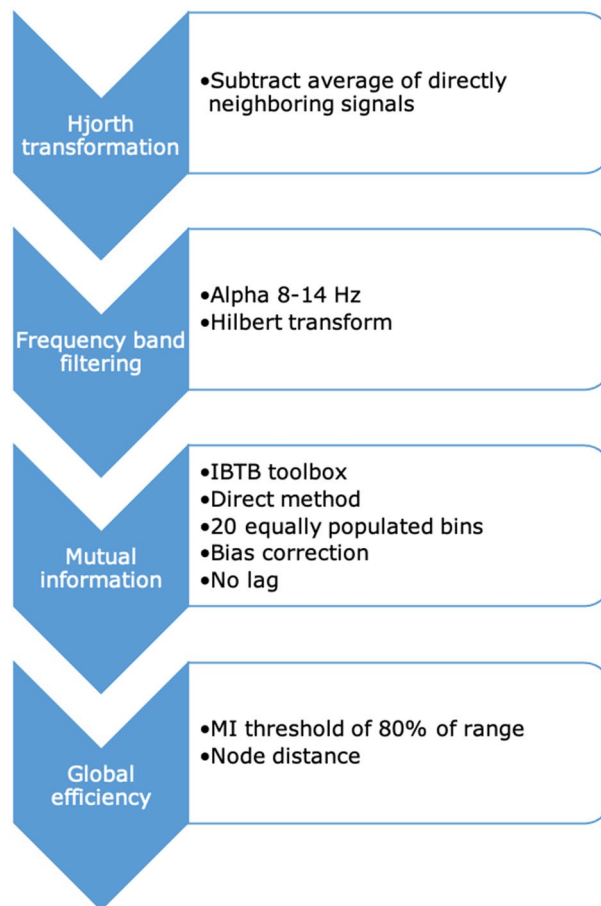 Hjorth
transformation
•Subtract average of directly
neighboring signals
Frequency band
filtering
•Alpha 8-14 Hz
•Hilbert transform
Mutual
information
•IBTB toolbox
•Direct method
•20 equally populated bins
•Bias correction
•No lag
Global
efficiency
•MI threshold of 80% of range
•Node distance